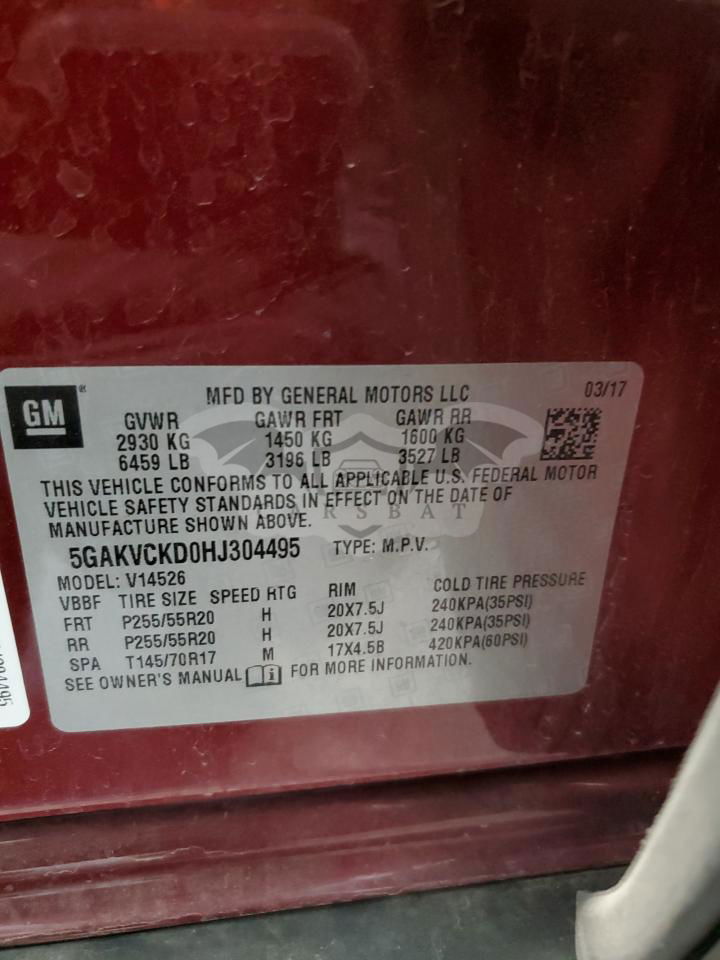 GM®
MFD BY GENERAL MOTORS LLC 03/17
GVWR GAWR FRT GAWR RR
2930 KG 1450 KG 1600 KG
6459 LB 3196 LB 3527 LB
THIS VEHICLE CONFORMS TO ALL APPLICABLE U.S. FEDERAL MOTOR
VEHICLE SAFETY STANDARDS IN EFFECT ON THE DATE OF
MANUFACTURE SHOWN ABOVE.
CARSBAT
5GAKVCKD0HJ304495 TYPE: M.P.V.
MODEL: V14526
VBBF TIRE SIZE SPEED RTG RIM COLD TIRE PRESSURE
FRT P255/55R20 H 20X7.5J 240KPA(35PSI)
RR P255/55R20 H 20X7.5J 240KPA(35PSI)
SPA T145/70R17 M 17X4.5B 420KPA(60PSI)
SEE OWNER'S MANUAL i FOR MORE INFORMATION.